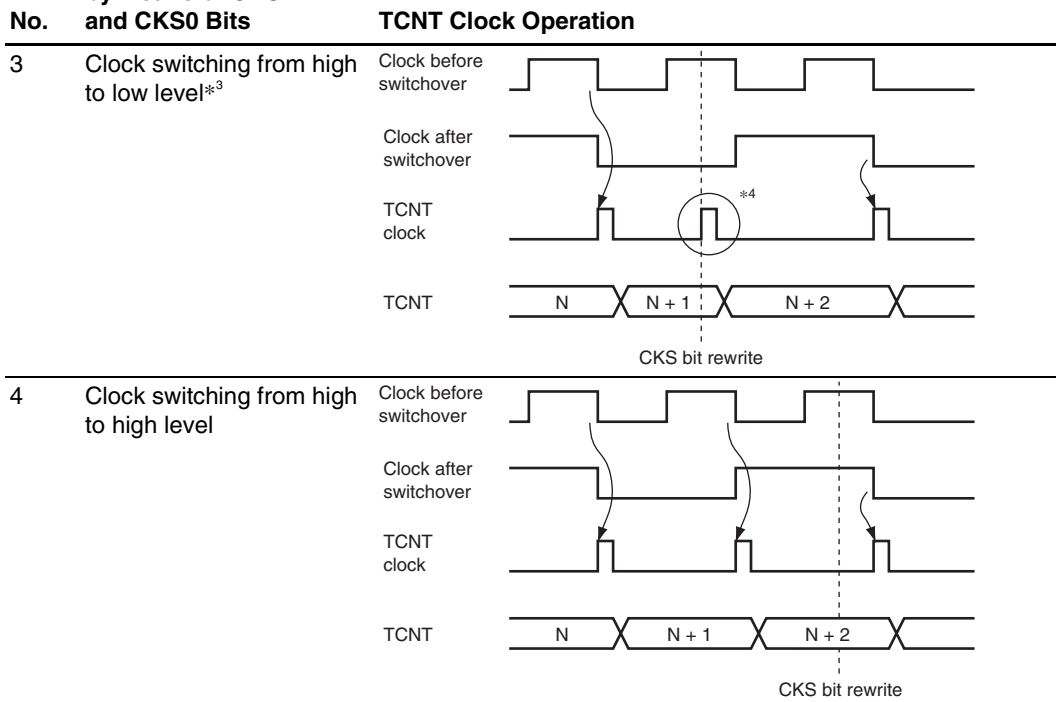 No. and CKS0 Bits TCNT Clock Operation
3 Clock switching from high to low level*3
Clock before switchover
Clock after switchover
TCNT clock
*4
TCNT N N + 1 N + 2
CKS bit rewrite
4 Clock switching from high to high level
Clock before switchover
Clock after switchover
TCNT clock
TCNT N N + 1 N + 2
CKS bit rewrite